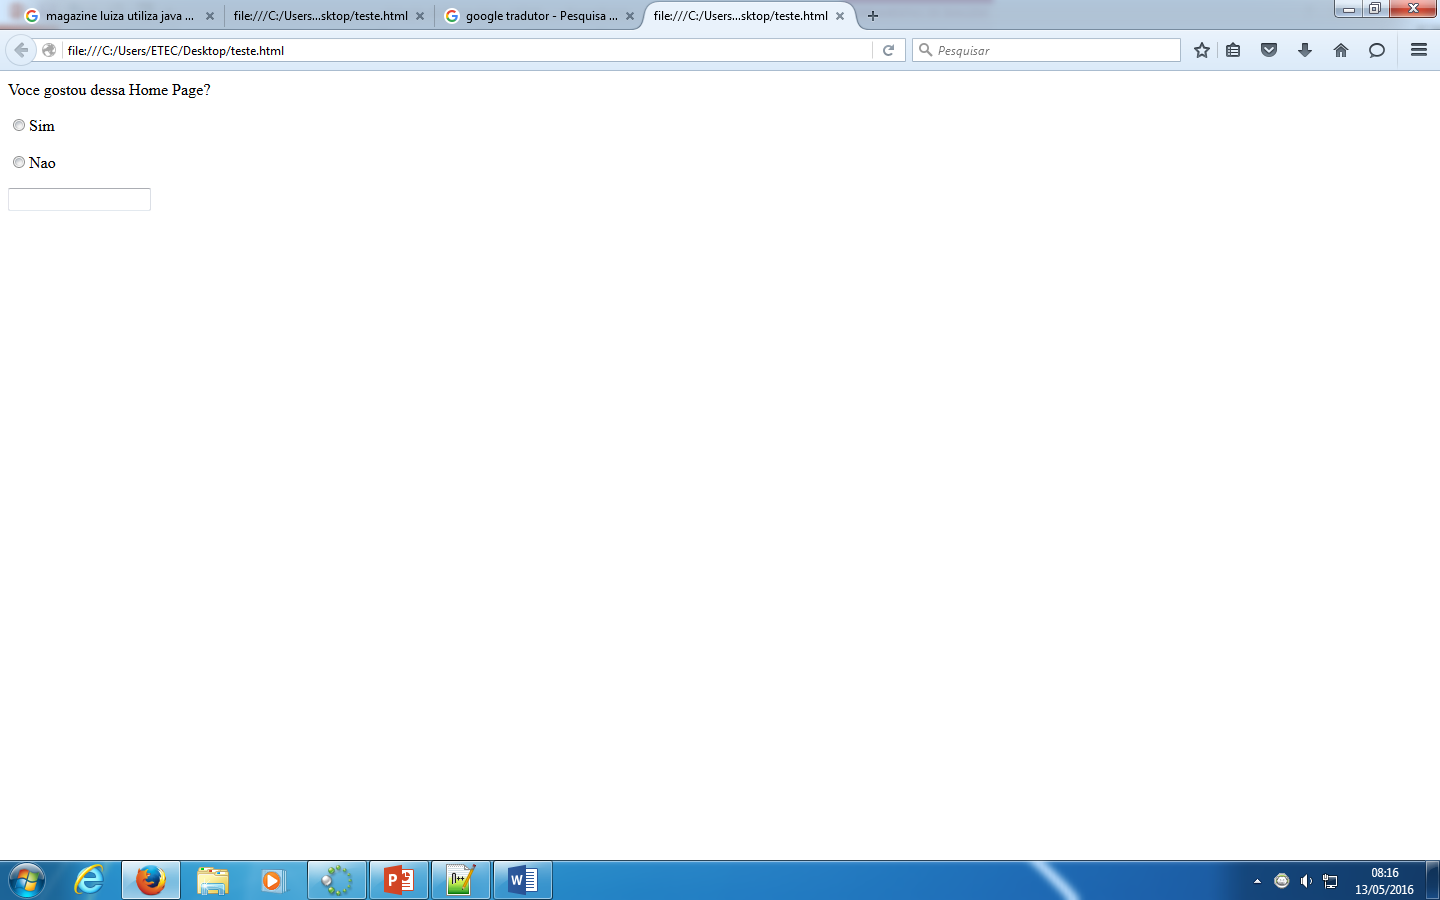 magazine luiza utiliza java ...
file:///C:/Users...sktop/teste.html
google tradutor - Pesquisa ...
file:///C:/Users...sktop/teste.html
file:///C:/Users/ETEC/Desktop/teste.html
Pesquisar
Voce gostou dessa Home Page?
Sim
Nao
08:16
13/05/2016